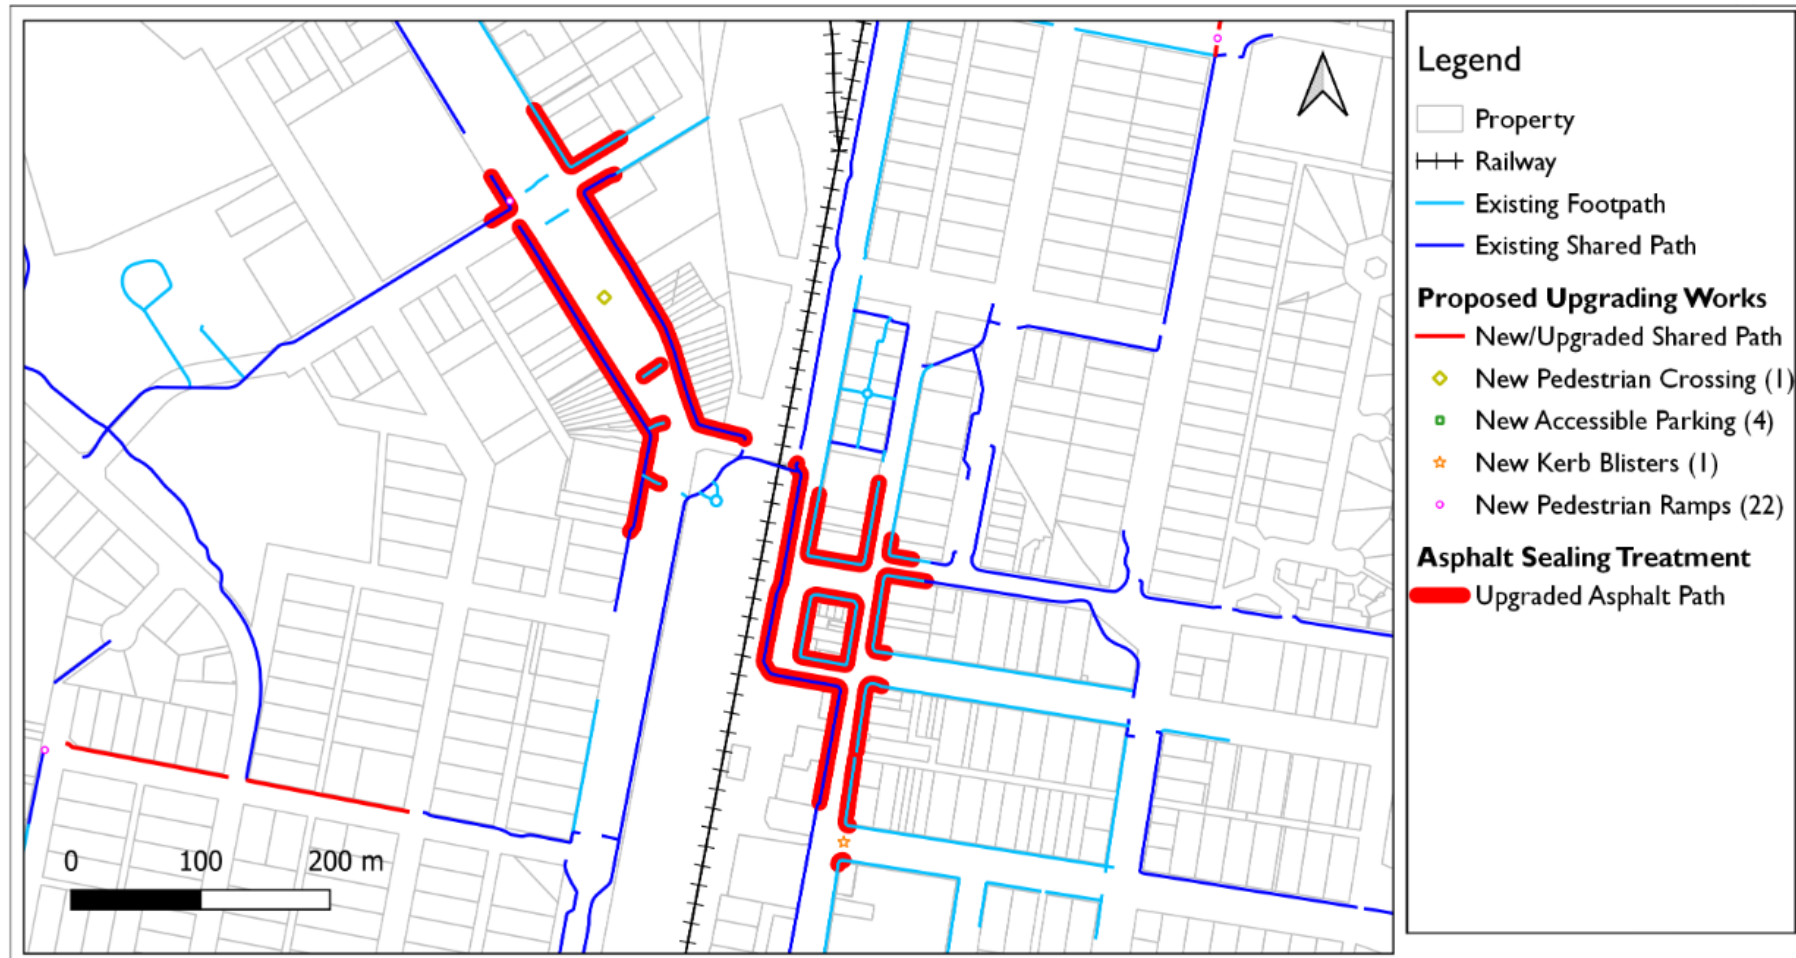 Legend
Property
Railway
Existing Footpath
Existing Shared Path
Proposed Upgrading Works
New/Upgraded Shared Path
New Pedestrian Crossing (1)
New Accessible Parking (4)
New Kerb Blisters (1)
New Pedestrian Ramps (22)
Asphalt Sealing Treatment
Upgraded Asphalt Path
0 100 200 m